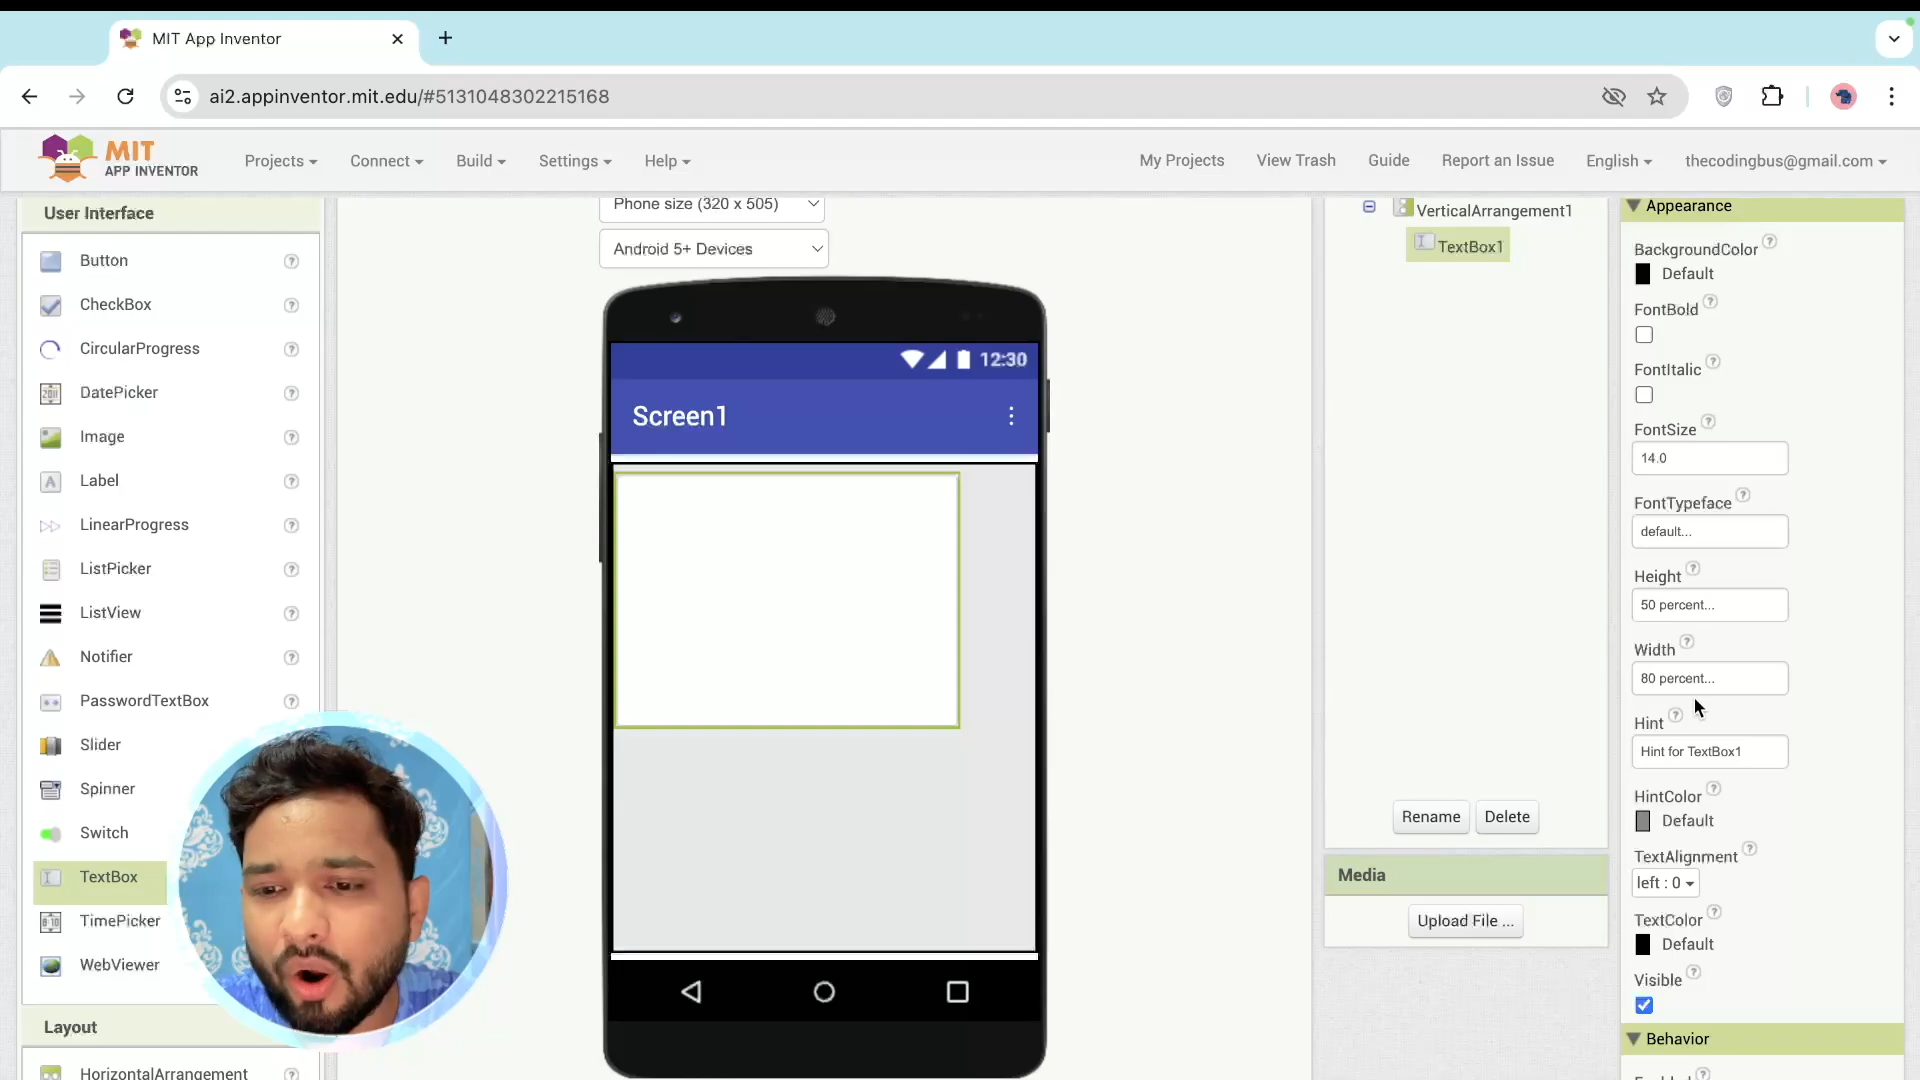 MIT App Inventor
ai2.appinventor.mit.edu/#5131048302215168
MIT
APP INVENTOR
Projects
Connect
Build
Settings
Help
My Projects
View Trash
Guide
Report an Issue
English
thecodingbus@gmail.com
User Interface
Button
CheckBox
CircularProgress
DatePicker
Image
Label
LinearProgress
ListPicker
ListView
Notifier
PasswordTextBox
Slider
Spinner
Switch
TextBox
TimePicker
WebViewer
Layout
HorizontalArrangement
Phone size (320 x 505)
Android 5+ Devices
12:30
Screen1
VerticalArrangement1
TextBox1
Rename
Delete
Media
Upload File ...
Appearance
BackgroundColor
Default
FontBold
FontItalic
FontSize
14.0
FontTypeface
default...
Height
50 percent...
Width
80 percent...
Hint
Hint for TextBox1
HintColor
Default
TextAlignment
left : 0
TextColor
Default
Visible
Behavior